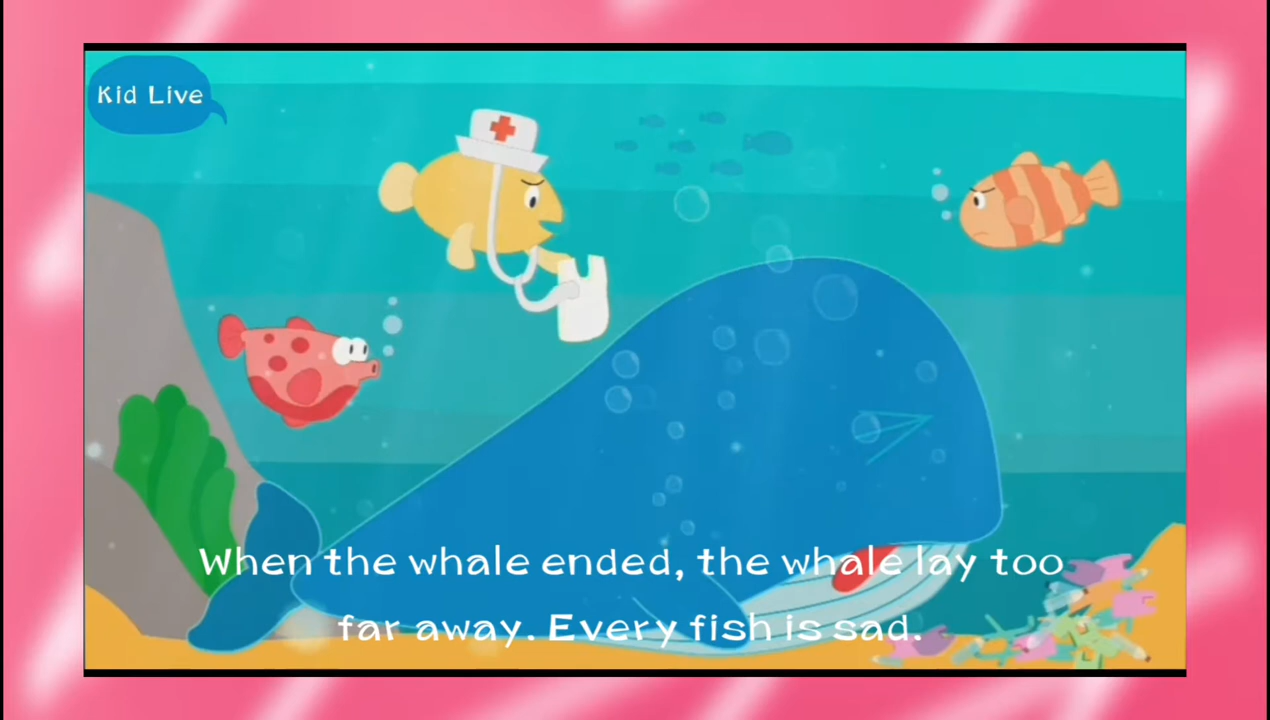 Kid Live
When the whale ended, the whale lay too
far away. Every fish is sad.